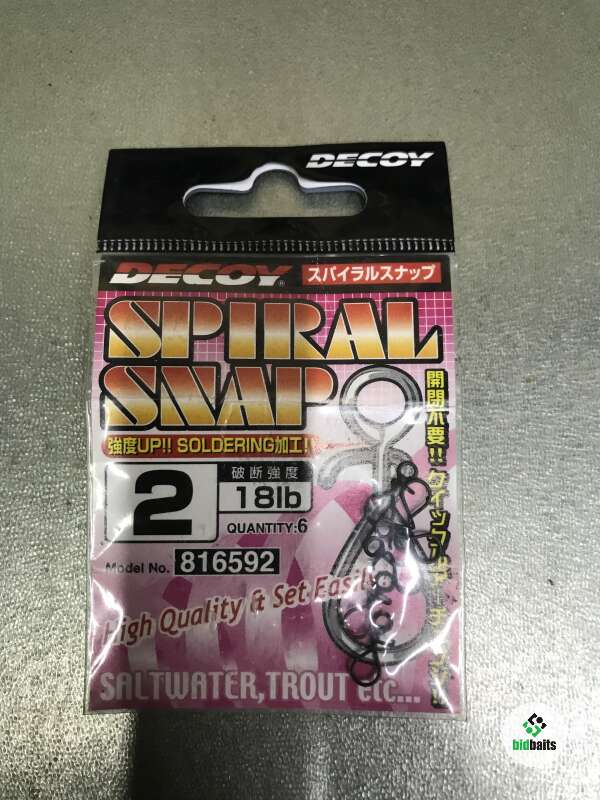 DECOY
DECOY®
スパイラルスナップ
SPIRAL
SNAP
強度UP!! SOLDERING加工!
開閉不要!!
2
破断強度
18lb
QUANTITY:6
Model No. 816592
High Quality & Set Easily
SALTWATER, TROUT etc...
bidbaits